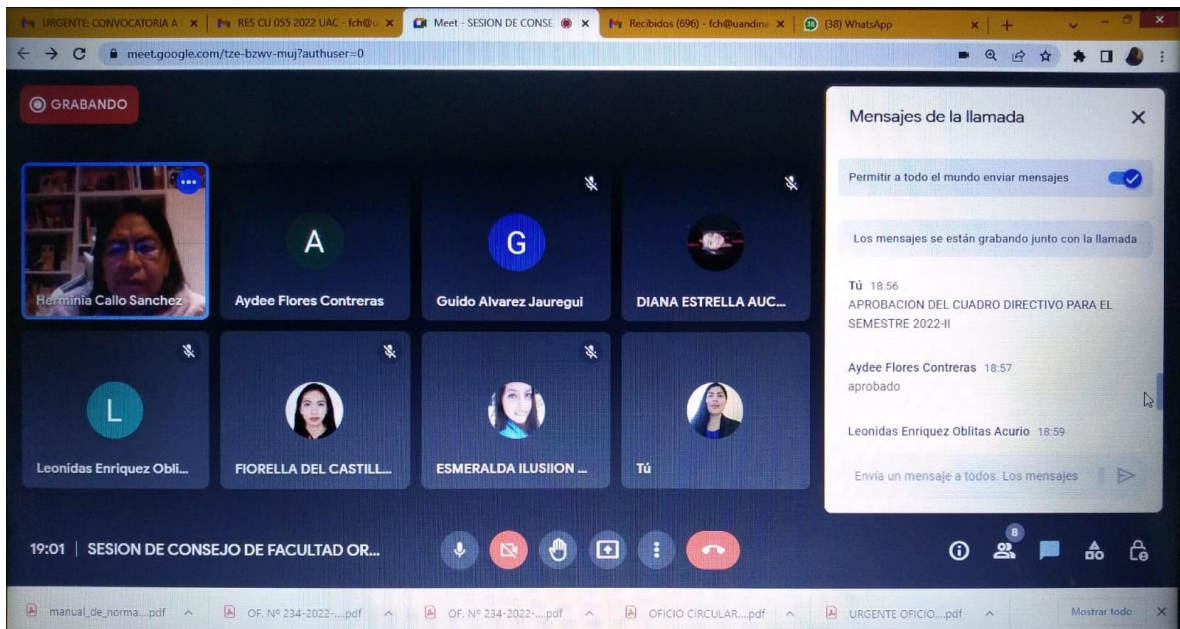 URGENTE: CONVOCATORIA A
RES CU 055 2022 UAC - fch@u
Meet - SESION DE CONSE
Recibidos (696) - fch@uandina
(38) WhatsApp
meet.google.com/tze-bzwv-muj?authuser=0
GRABANDO
Herminia Callo Sanchez
A
Aydee Flores Contreras
G
Guido Alvarez Jauregui
DIANA ESTRELLA AUC...
L
Leonidas Enriquez Obli...
FIORELLA DEL CASTILL...
ESMERALDA ILUSIION ...
Tú
Mensajes de la llamada
Permitir a todo el mundo enviar mensajes
Los mensajes se están grabando junto con la llamada
Tú 18:56
APROBACION DEL CUADRO DIRECTIVO PARA EL
SEMESTRE 2022-II
Aydee Flores Contreras 18:57
aprobado
Leonidas Enriquez Oblitas Acurio 18:59
Envía un mensaje a todos. Los mensajes
19:01 | SESION DE CONSEJO DE FACULTAD OR...
8
manual_de_norma....pdf
OF. Nº 234-2022-....pdf
OF. Nº 234-2022-....pdf
OFICIO CIRCULAR....pdf
URGENTE OFICIO....pdf
Mostrar todo